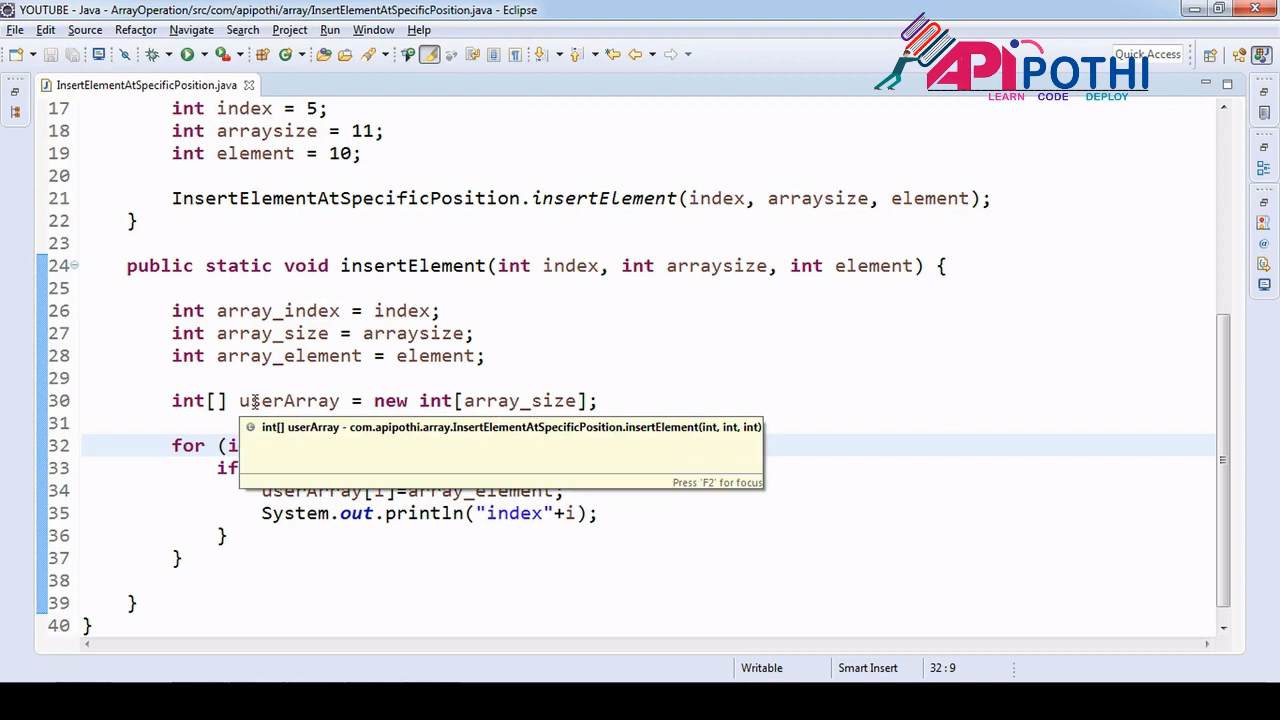 YOUTUBE - Java - ArrayOperation/src/com/apipothi/array/InsertElementAtSpecificPosition.java - Eclipse
File Edit Source Refactor Navigate Search Project Run Window Help
Quick Access
API POTHI
LEARN CODE DEPLOY
InsertElementAtSpecificPosition.java
17 int index = 5;
18 int arraysize = 11;
19 int element = 10;
20
21 InsertElementAtSpecificPosition.insertElement(index, arraysize, element);
22 }
23
24 public static void insertElement(int index, int arraysize, int element) {
25
26 int array_index = index;
27 int array_size = arraysize;
28 int array_element = element;
29
30 int[] userArray = new int[array_size];
31
int[] userArray - com.apipothi.array.InsertElementAtSpecificPosition.insertElement(int, int, int)
32 for (i
33 if
Press 'F2' for focus
34 userArray[i]=array_element;
35 System.out.println("index"+i);
36 }
37 }
38
39 }
40 }
Writable Smart Insert 32:9